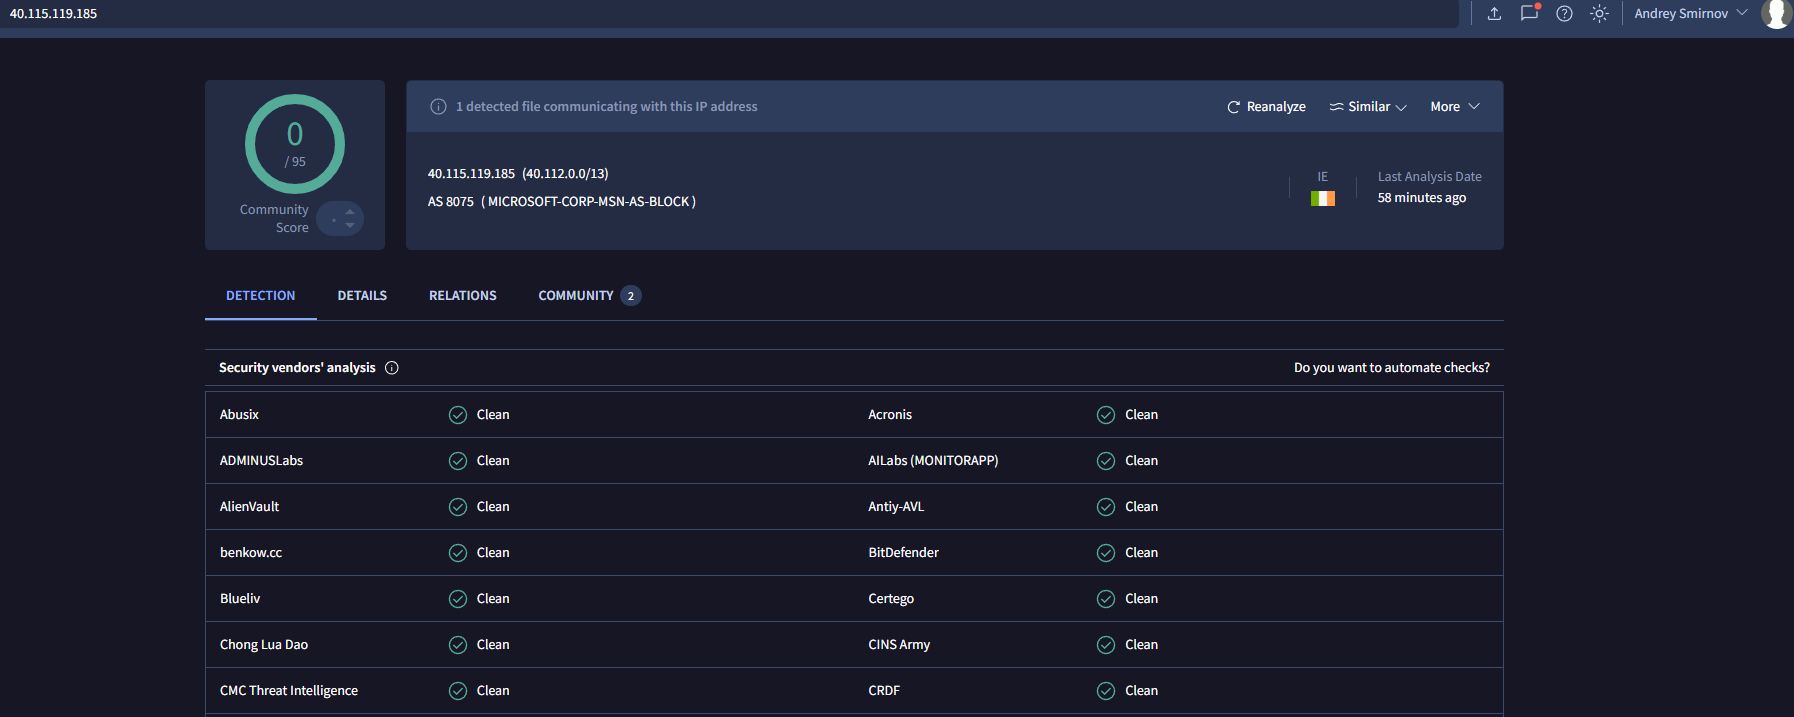 40.115.119.185
Andrey Smirnov
0
/ 95
Community
Score
1 detected file communicating with this IP address
Reanalyze
Similar
More
40.115.119.185 (40.112.0.0/13)
AS 8075 ( MICROSOFT-CORP-MSN-AS-BLOCK )
IE
Last Analysis Date
58 minutes ago
DETECTION DETAILS RELATIONS COMMUNITY 2
Security vendors' analysis
Do you want to automate checks?
Abusix Clean Acronis Clean
ADMINUSLabs Clean AILabs (MONITORAPP) Clean
AlienVault Clean Antiy-AVL Clean
benkow.cc Clean BitDefender Clean
Blueliv Clean Certego Clean
Chong Lua Dao Clean CINS Army Clean
CMC Threat Intelligence Clean CRDF Clean